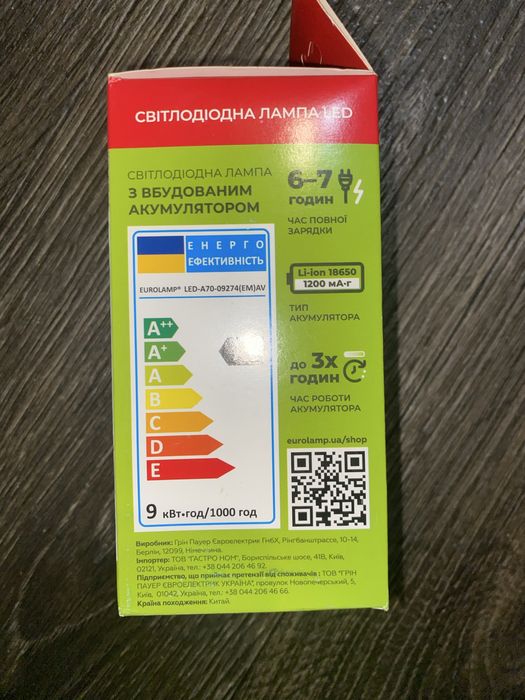 СВІТЛОДІОДНА ЛАМПА LED
СВІТЛОДІОДНА ЛАМПА
З ВБУДОВАНИМ
АКУМУЛЯТОРОМ
6–7
ГОДИН
ЧАС ПОВНОЇ
ЗАРЯДКИ
ЕНЕРГО
ЕФЕКТИВНІСТЬ
EUROLAMP® LED-A70-09274(EM)AV
A++
A+
A
B
C
D
E
9 кВт•год/1000 год
Li-ion 18650
1200 мА·г
ТИП
АКУМУЛЯТОРА
до 3х
ГОДИН
ЧАС РОБОТИ
АКУМУЛЯТОРА
eurolamp.ua/shop
Виробник: Грін Пауер Євроелектрик ГмбХ, Рінгбанштрассе, 10-14,
Берлін, 12099, Німеччина.
Імпортер: ТОВ "ГАСТРО НОМ", Бориспільське шосе, 41В, Київ,
02121, Україна, тел.: +38 044 206 46 92.
Підприємство, що приймає претензії від споживачів : ТОВ "ГРІН
ПАУЕР ЄВРОЕЛЕКТРИК УКРАЇНА", провулок Новопечерський, 5,
Київ, 01042, Україна, тел.: +38 044 206 46 66.
Країна походження: Китай.